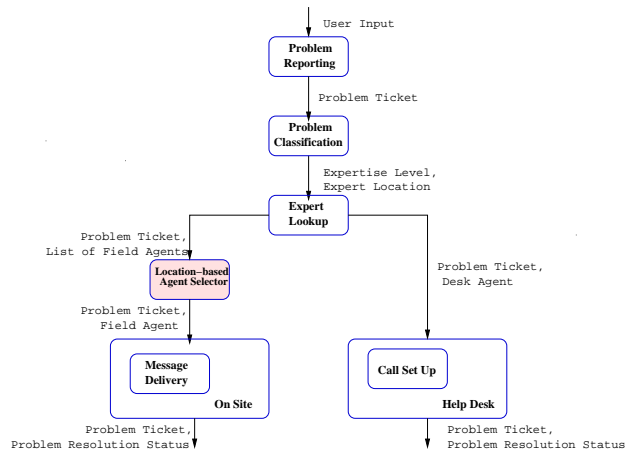 User Input
Problem
Reporting
Problem Ticket
Problem
Classification
Expertise Level,
Expert Location
Expert
Lookup
Problem Ticket,
List of Field Agents
Location-based
Agent Selector
Problem Ticket,
Field Agent
Message
Delivery
On Site
Problem Ticket,
Problem Resolution Status
Problem Ticket,
Desk Agent
Call Set Up
Help Desk
Problem Ticket,
Problem Resolution Status